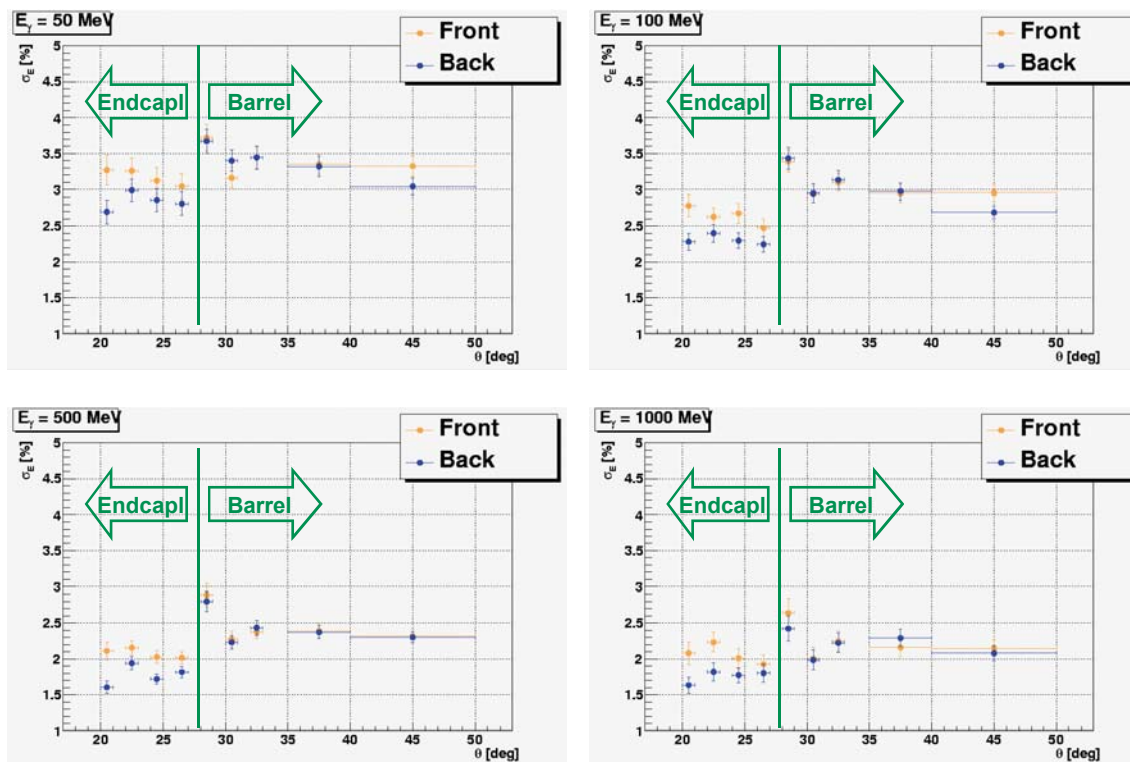 E_γ = 50 MeV
Front
Back
σ_E [%]
Endcapl
Barrel
5
4.5
4
3.5
3
2.5
2
1.5
1
20 25 30 35 40 45 50
θ [deg]
E_γ = 100 MeV
Front
Back
σ_E [%]
Endcapl
Barrel
5
4.5
4
3.5
3
2.5
2
1.5
1
20 25 30 35 40 45 50
θ [deg]
E_γ = 500 MeV
Front
Back
σ_E [%]
Endcapl
Barrel
5
4.5
4
3.5
3
2.5
2
1.5
1
20 25 30 35 40 45 50
θ [deg]
E_γ = 1000 MeV
Front
Back
σ_E [%]
Endcapl
Barrel
5
4.5
4
3.5
3
2.5
2
1.5
1
20 25 30 35 40 45 50
θ [deg]